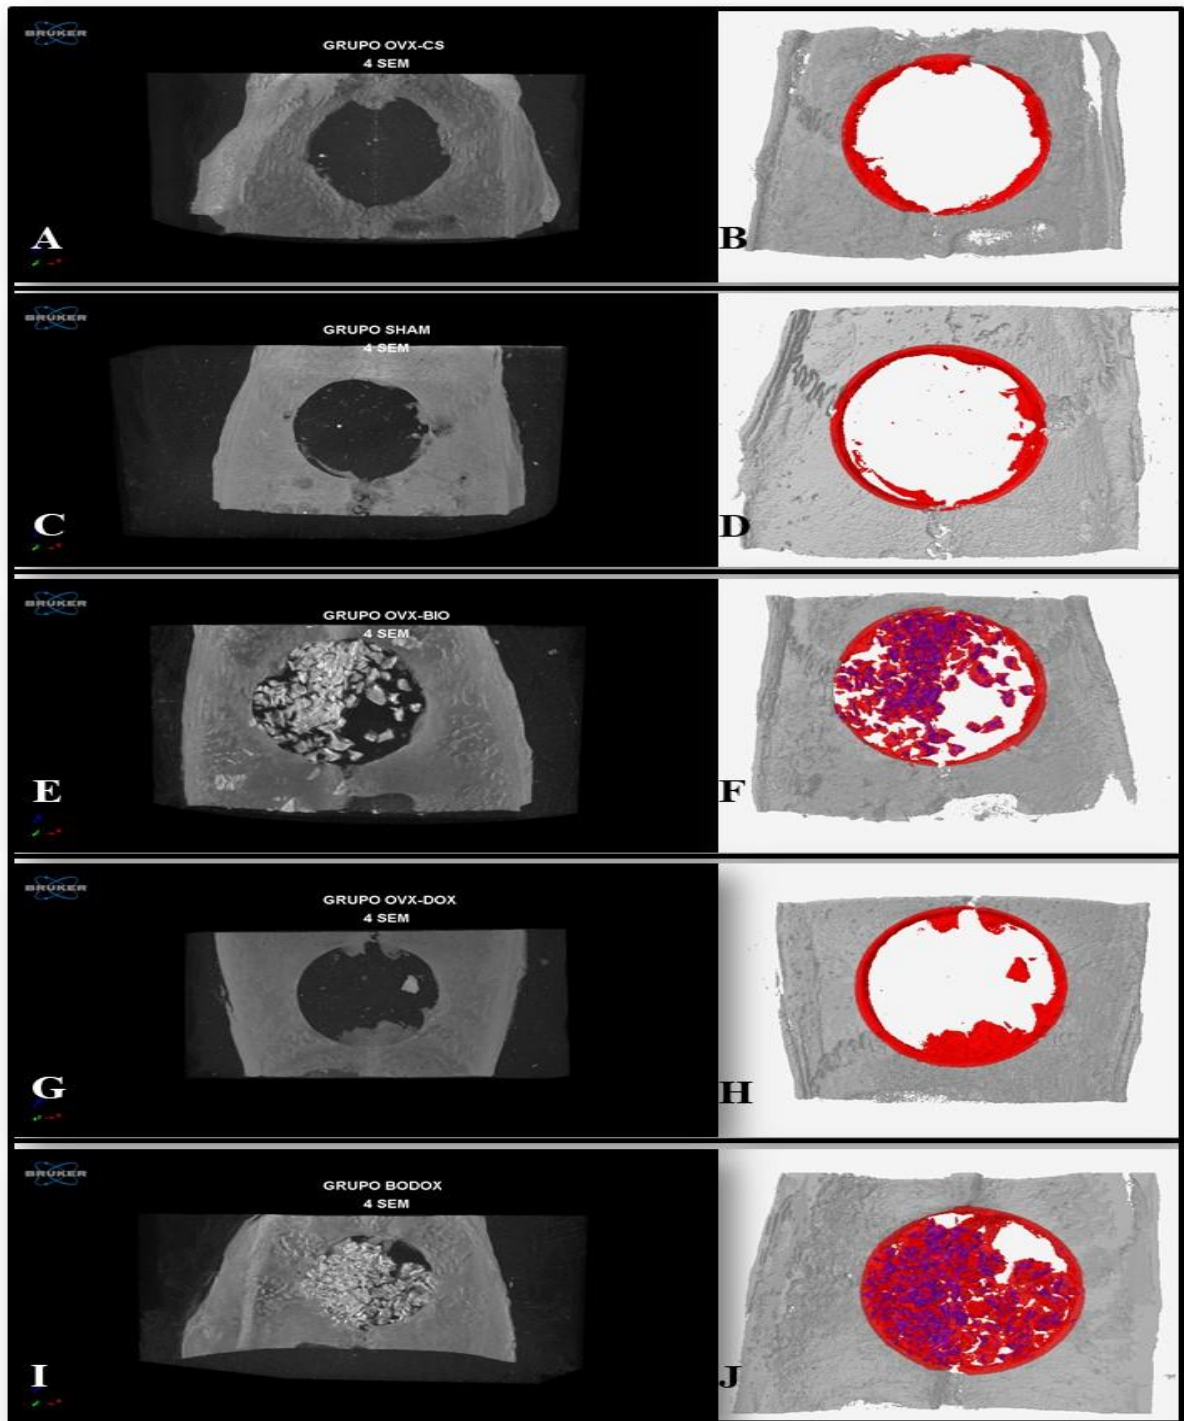 BRUKER
GRUPO OVX-CS
4 SEM
A
B
BRUKER
GRUPO SHAM
4 SEM
C
D
BRUKER
GRUPO OVX-BIO
4 SEM
E
F
BRUKER
GRUPO OVX-DOX
4 SEM
G
H
BRUKER
GRUPO BODOX
4 SEM
I
J